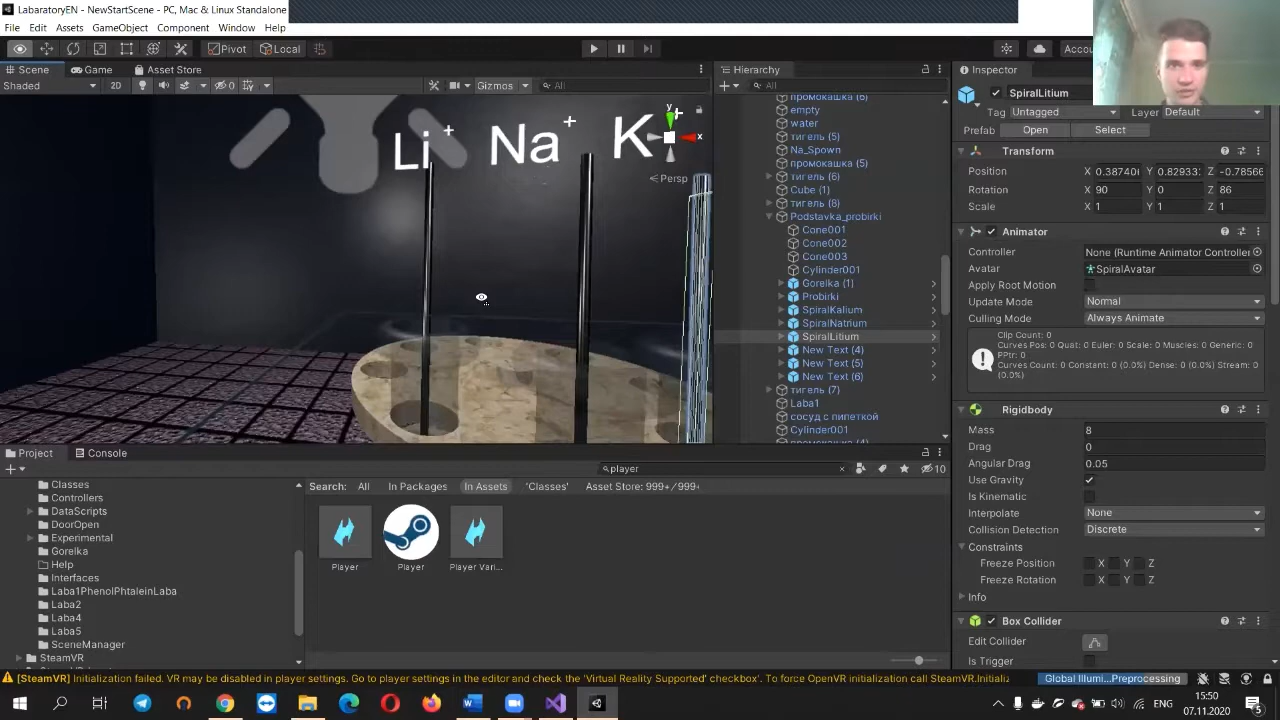 LabaratoryEN - NewStartScene - PC, Mac & Linux Standalone
File Edit Assets GameObject Component Window Help
Pivot Local
Scene Game Asset Store
Shaded 2D 0 Gizmos All
Li+ Na+ K
y x
Persp
Hierarchy
All
промокашка (6)
empty
water
тигель (5)
Na_Spown
промокашка (5)
тигель (6)
Cube (1)
тигель (8)
Podstavka_probirki
Cone001
Cone002
Cone003
Cylinder001
Gorelka (1)
Probirki
SpiralKalium
SpiralNatrium
SpiralLitium
New Text (4)
New Text (5)
New Text (6)
тигель (7)
Laba1
сосуд с пипеткой
Cylinder001
промокашка (4)
Accou
Inspector
SpiralLitium
Tag Untagged Layer Default
Prefab Open Select
Transform
Position X 0.38740 Y 0.82933 Z -0.7856
Rotation X 90 Y 0 Z 86
Scale X 1 Y 1 Z 1
Animator
Controller None (Runtime Animator Controller
Avatar SpiralAvatar
Apply Root Motion
Update Mode Normal
Culling Mode Always Animate
Clip Count: 0
Curves Pos: 0 Quat: 0 Euler: 0 Scale: 0 Muscles: 0 Generic: 0
PPtr: 0
Curves Count: 0 Constant: 0 (0.0%) Dense: 0 (0.0%) Stream: 0
(0.0%)
Rigidbody
Mass 8
Drag 0
Angular Drag 0.05
Use Gravity
Is Kinematic
Interpolate None
Collision Detection Discrete
Constraints
Freeze Position X Y Z
Freeze Rotation X Y Z
Info
Box Collider
Edit Collider
Is Trigger
Project Console
player 10
Classes
Controllers
DataScripts
DoorOpen
Experimental
Gorelka
Help
Interfaces
Laba1PhenolPhtaleinLaba
Laba2
Laba4
Laba5
SceneManager
SteamVR
Search: All In Packages In Assets 'Classes' Asset Store: 999+/999+
Player Player Player Vari...
[SteamVR] Initialization failed. VR may be disabled in player settings. Go to player settings in the editor and check the 'Virtual Reality Supported' checkbox'. To force OpenVR initialization call SteamVR.Initializ
Global Illumi...Preprocessing
ENG 15:50
07.11.2020